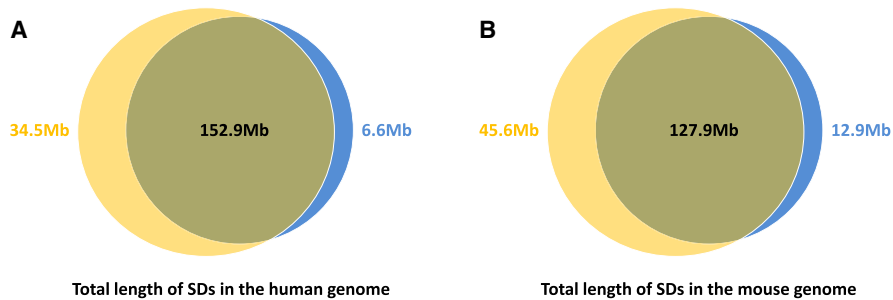 A
B
34.5Mb
152.9Mb
6.6Mb
45.6Mb
127.9Mb
12.9Mb
Total length of SDs in the human genome
Total length of SDs in the mouse genome